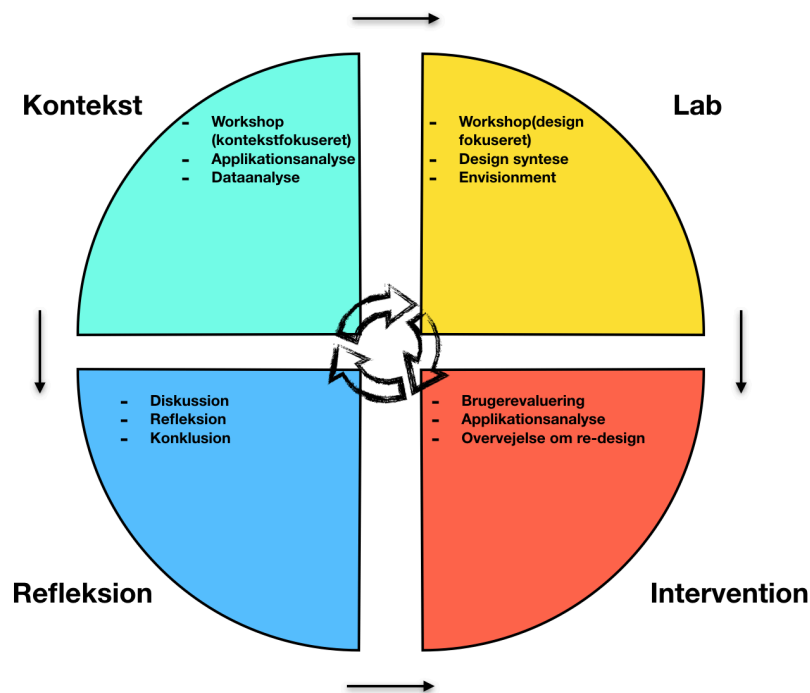 Kontekst
- Workshop
(kontekstfokuseret)
- Applikationsanalyse
- Dataanalyse
Lab
- Workshop(design
fokuseret)
- Design syntese
- Envisionment
- Diskussion
- Refleksion
- Konklusion
Refleksion
- Brugerevaluering
- Applikationsanalyse
- Overvejelse om re-design
Intervention